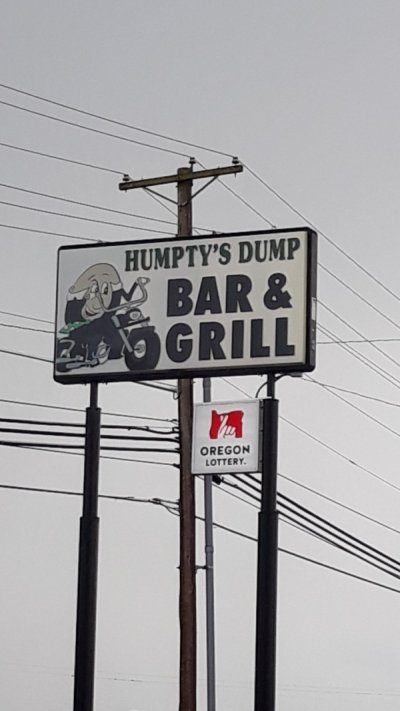 HUMPTY'S DUMP
BAR &
GRILL
OREGON
LOTTERY.